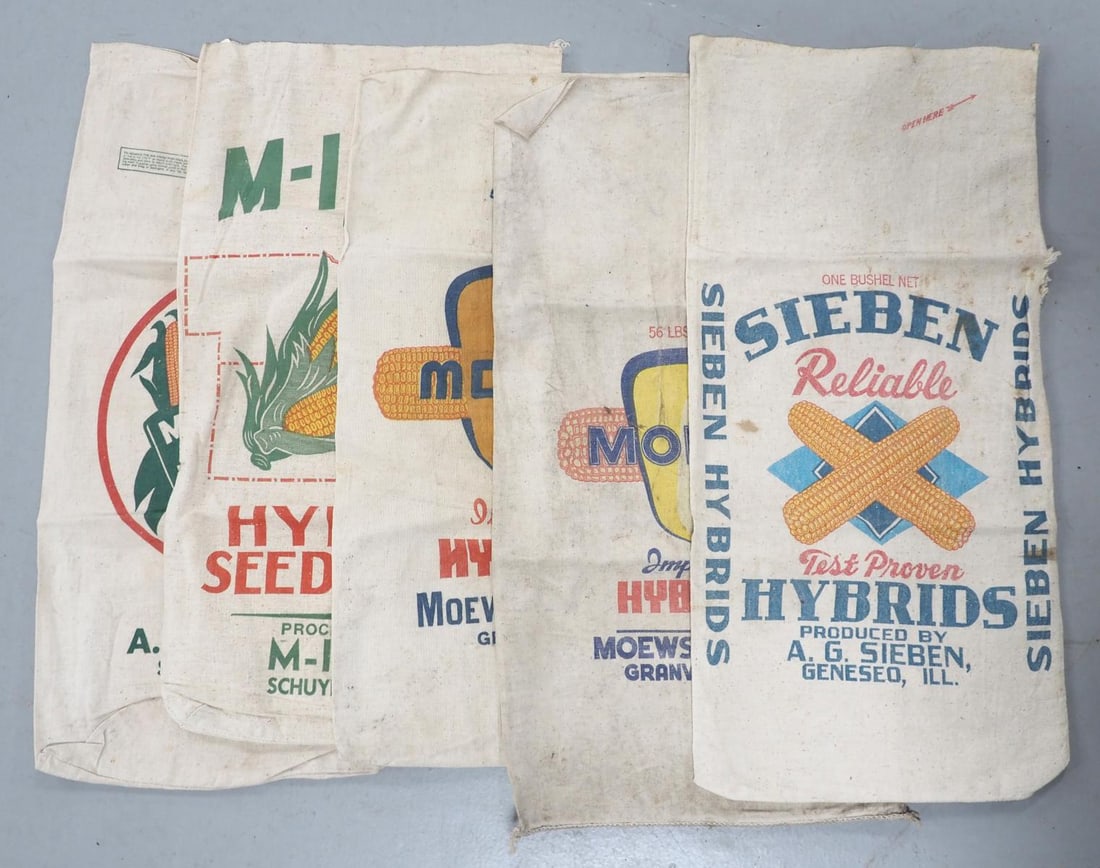 A.
M-
HY
SEED
PROC
M-
SCHUY
MO
HY
MOEWS
GR
56 LBS
MO
Imp
HYB
MOEWS
GRANV
OPEN HERE
ONE BUSHEL NET
SIEBEN
Reliable
SIEBEN HYBRIDS
SIEBEN HYBRIDS
Test Proven
HYBRIDS
PRODUCED BY
A. G. SIEBEN,
GENESEO, ILL.